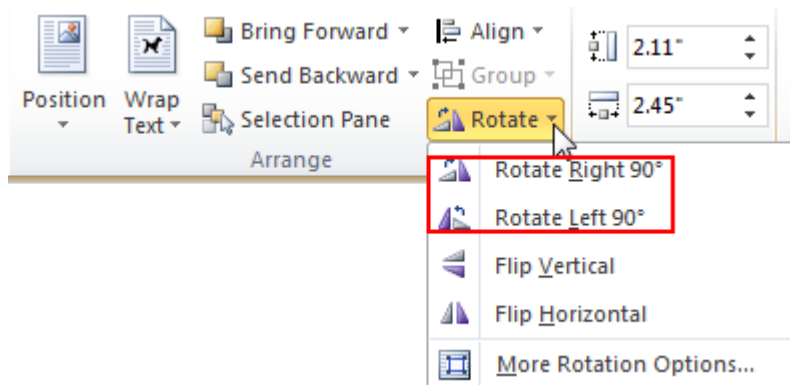 Position
Wrap
Text
Bring Forward
Send Backward
Selection Pane
Align
Group
Rotate
2.11"
2.45"
Arrange
Rotate Right 90°
Rotate Left 90°
Flip Vertical
Flip Horizontal
More Rotation Options...